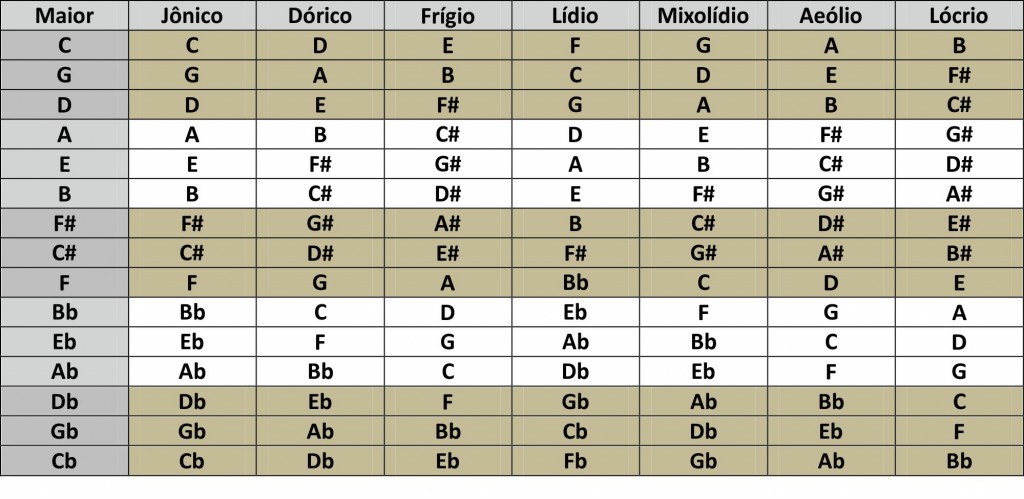 Maior Jônico Dórico Frígio Lídio Mixolídio Aeólio Lócrio
C C D E F G A B
G G A B C D E F#
D D E F# G A B C#
A A B C# D E F# G#
E E F# G# A B C# D#
B B C# D# E F# G# A#
F# F# G# A# B C# D# E#
C# C# D# E# F# G# A# B#
F F G A Bb C D E
Bb Bb C D Eb F G A
Eb Eb F G Ab Bb C D
Ab Ab Bb C Db Eb F G
Db Db Eb F Gb Ab Bb C
Gb Gb Ab Bb Cb Db Eb F
Cb Cb Db Eb Fb Gb Ab Bb